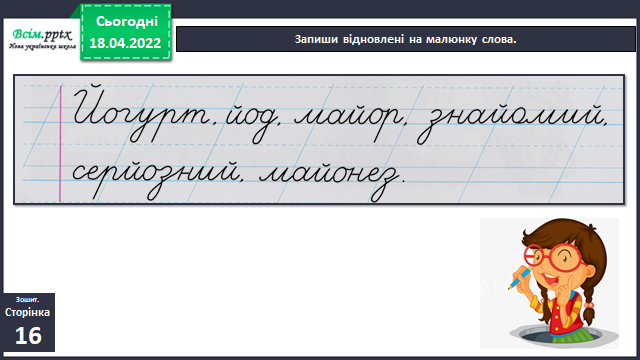 Всім.pptx
Нова українська школа
Сьогодні
18.04.2022
Запиши відновлені на малюнку слова.
Йогурт, йод, майор, знайомий,
серйозний, майонез.
Зошит.
Сторінка
16